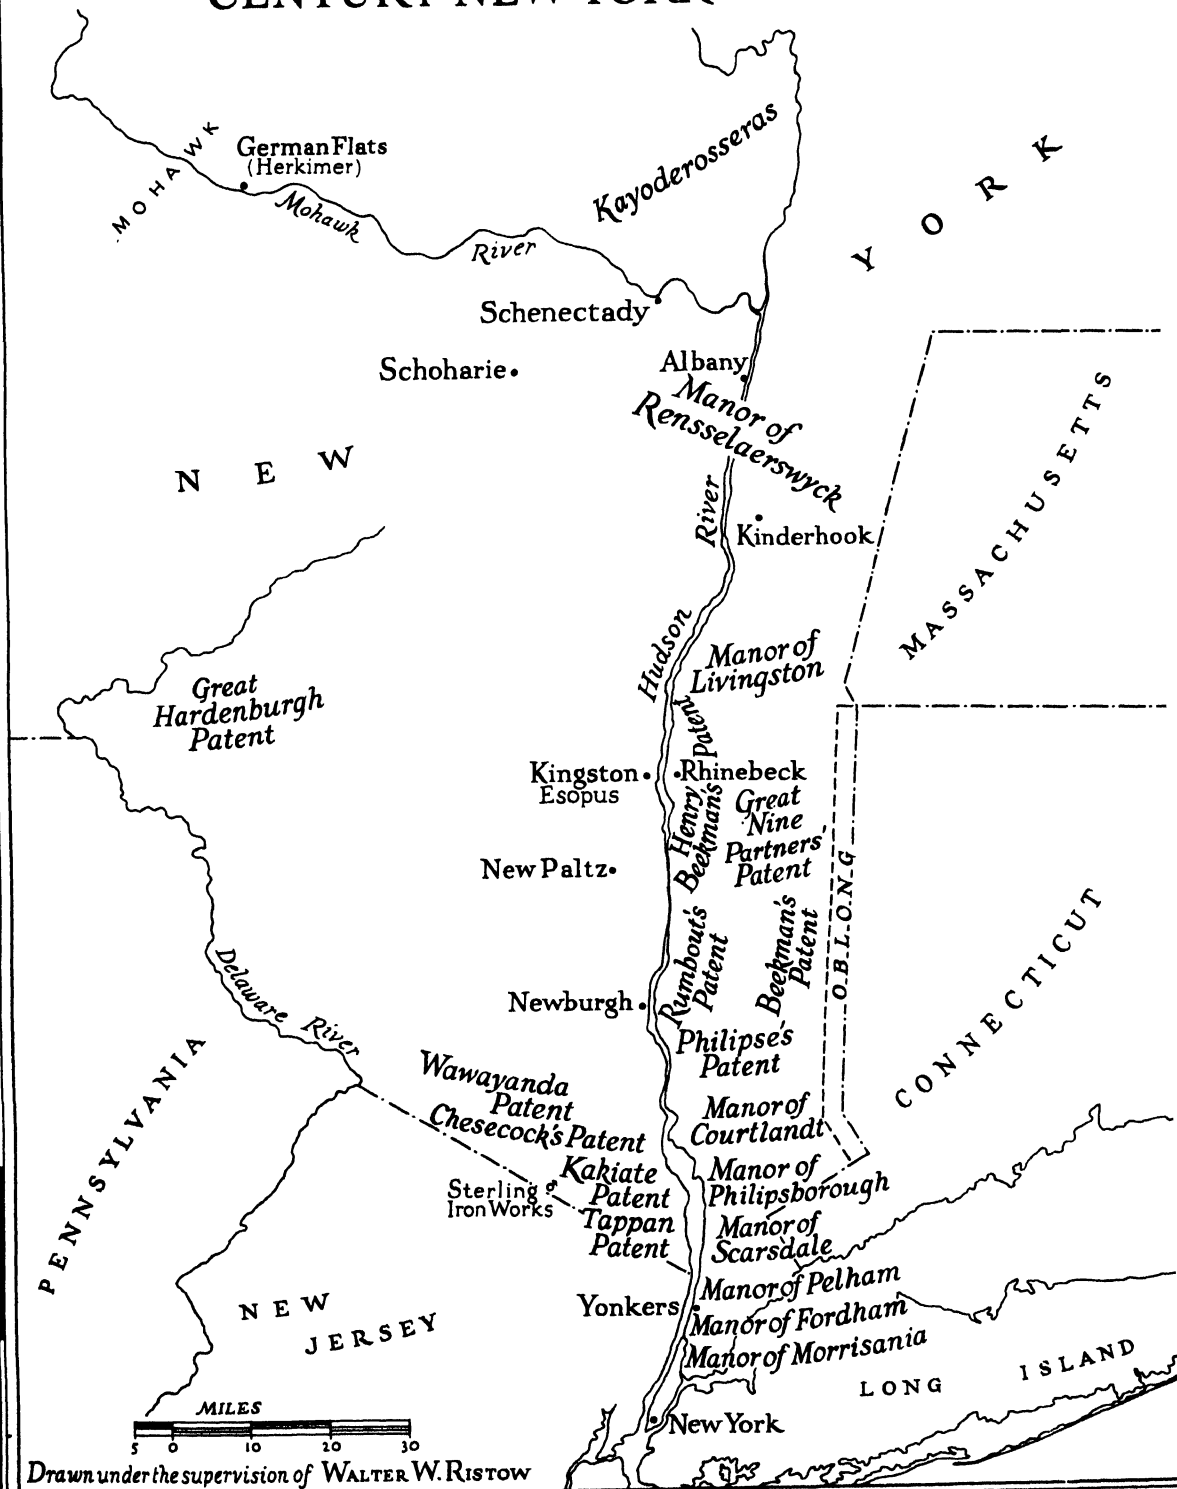 CENTURY NEW YORK
German Flats
(Herkimer)
MOHAWK
Mohawk River
Kayoderosseras
NEW YORK
Schenectady
Schoharie
Albany
Manor of
Rensselaerswyck
Hudson River
Kinderhook
MASSACHUSETTS
Manor of
Livingston
Great
Hardenburgh
Patent
Kingston
Esopus
Rhinebeck
Henry
Beekman's
Patent
Great
Nine
Partners'
Patent
New Paltz
OBLONG
Rumbout's
Patent
Beekman's
Patent
Newburgh
Delaware River
Philipse's
Patent
CONNECTICUT
PENNSYLVANIA
Wawayanda
Patent
Chesecock's Patent
Manor of
Courtlandt
Kakiate
Patent
Manor of
Philipsborough
Sterling
Iron Works
Tappan
Patent
Manor of
Scarsdale
Manor of Pelham
Yonkers
Manor of Fordham
Manor of Morrisania
NEW
JERSEY
LONG ISLAND
New York
MILES
5 0 10 20 30
Drawn under the supervision of WALTER W. RISTOW